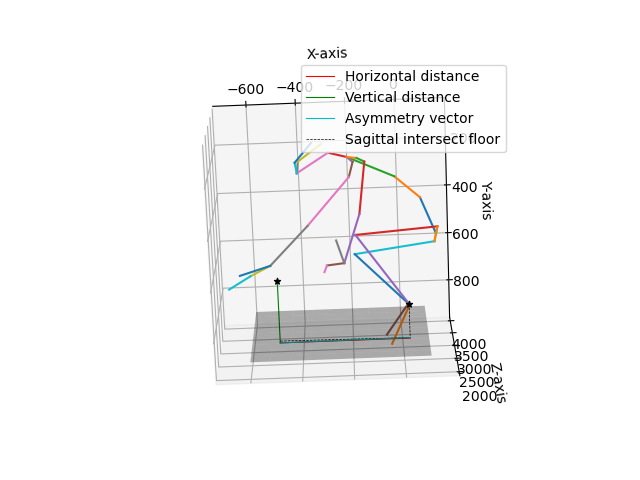 X-axis
−600 −400 −200 0
Horizontal distance
Vertical distance
Asymmetry vector
Sagittal intersect floor
200
400
Y-axis
600
800
4000
3500
3000
2500
2000
Z-axis